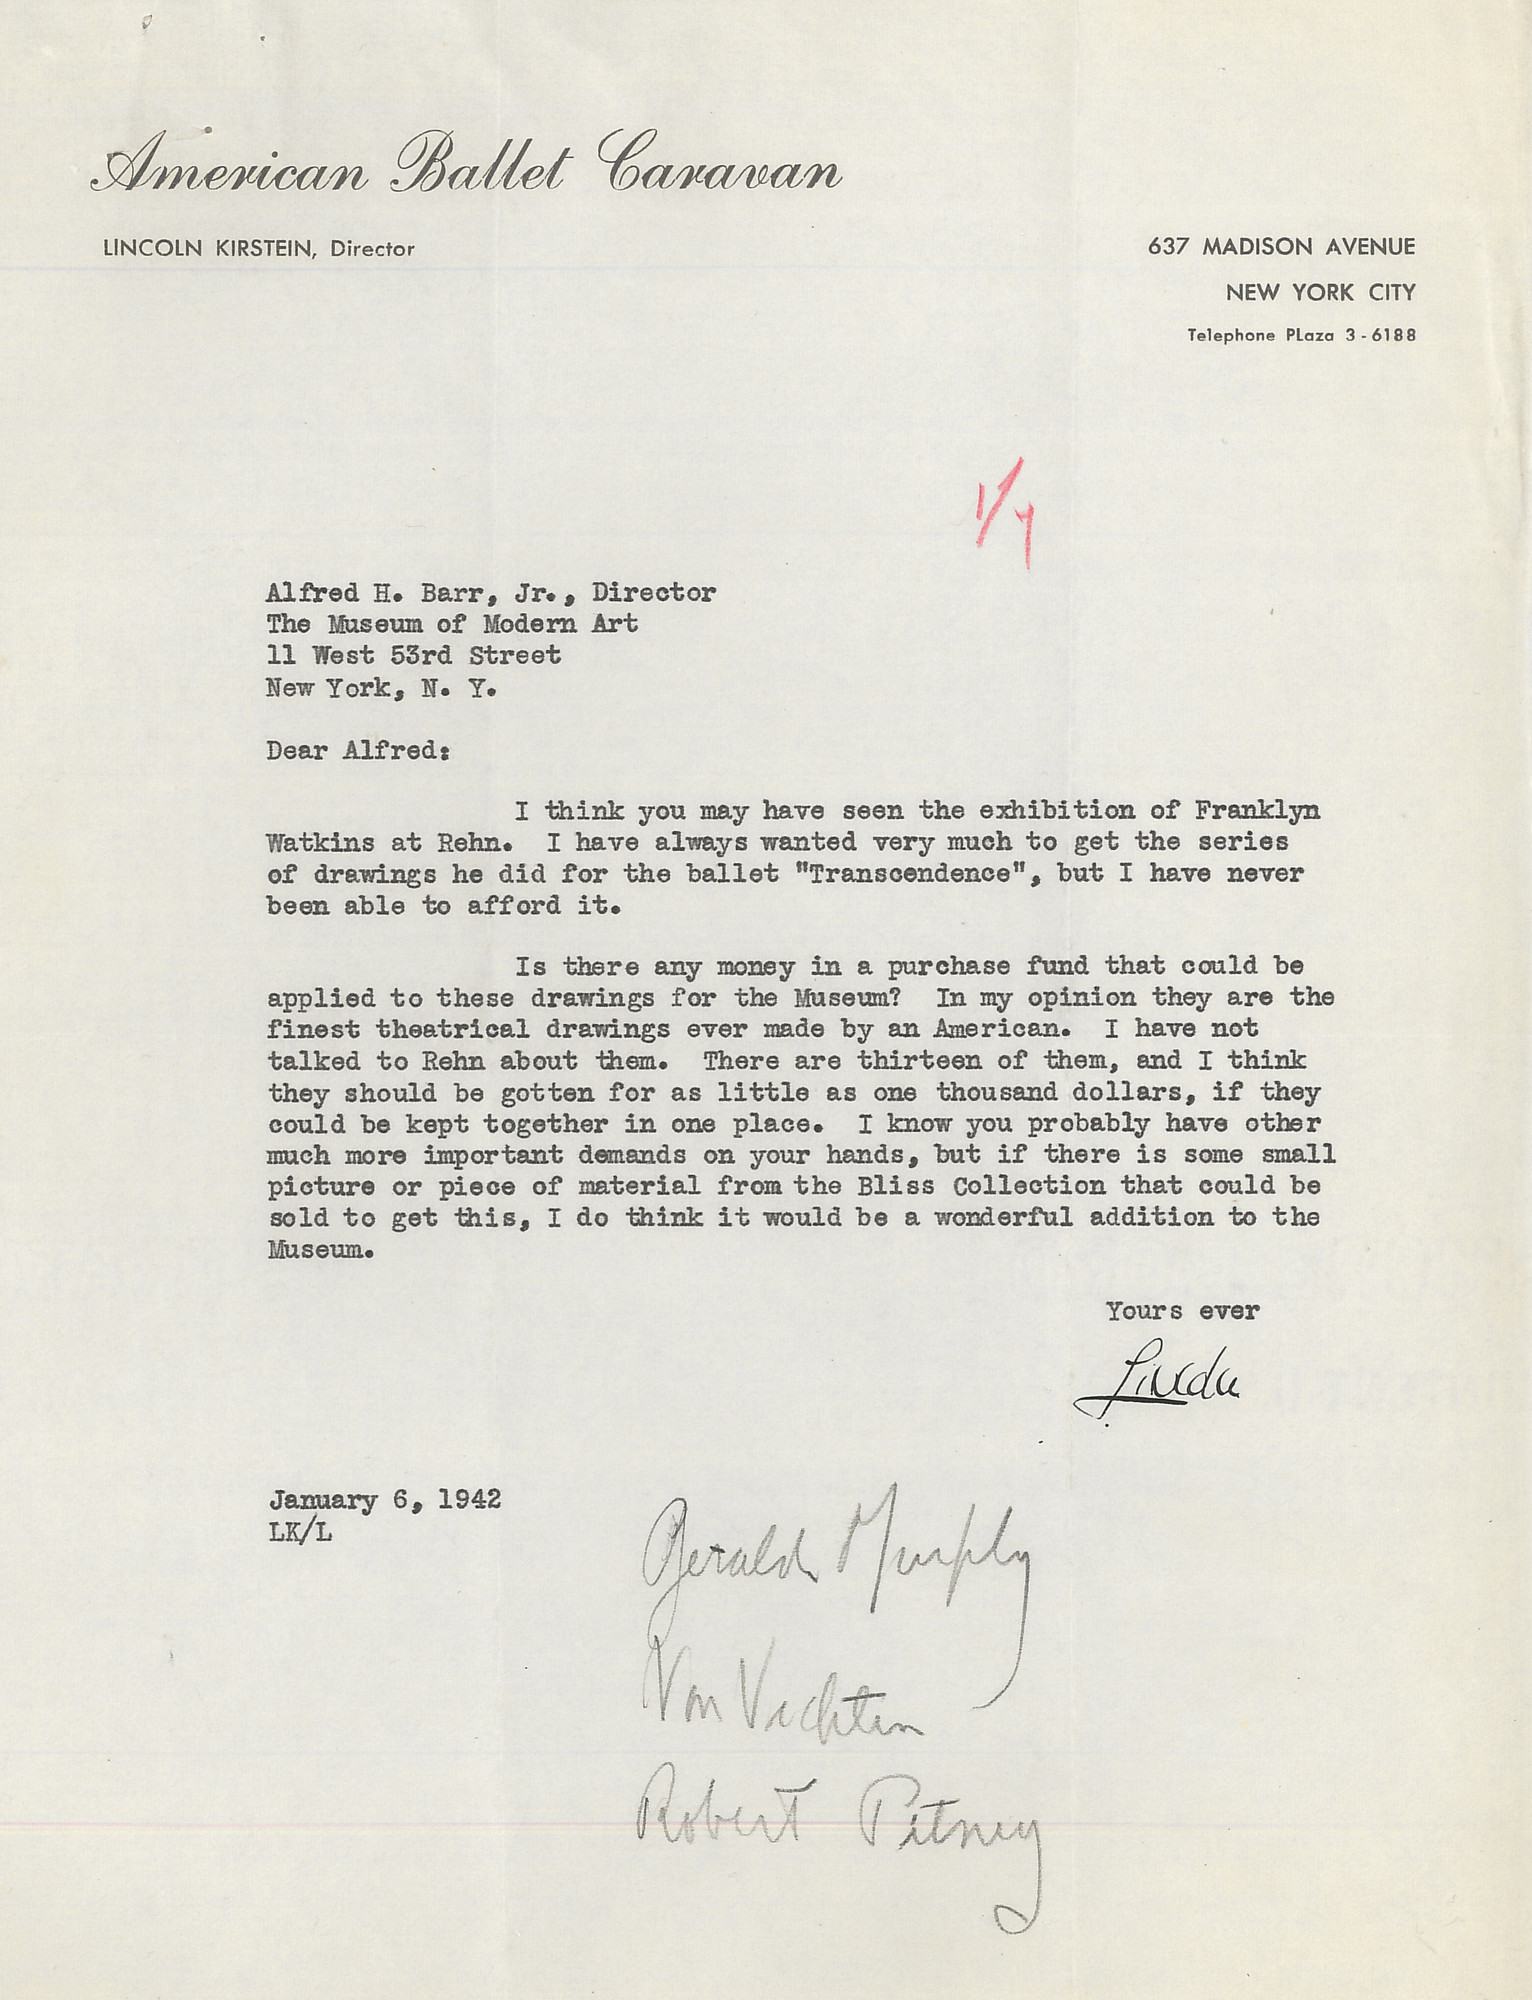 American Ballet Caravan
LINCOLN KIRSTEIN, Director
637 MADISON AVENUE
NEW YORK CITY
Telephone PLaza 3-6188
1/7
Alfred H. Barr, Jr., Director
The Museum of Modern Art
11 West 53rd Street
New York, N. Y.
Dear Alfred:
I think you may have seen the exhibition of Franklyn
Watkins at Rehn. I have always wanted very much to get the series
of drawings he did for the ballet "Transcendence", but I have never
been able to afford it.
Is there any money in a purchase fund that could be
applied to these drawings for the Museum? In my opinion they are the
finest theatrical drawings ever made by an American. I have not
talked to Rehn about them. There are thirteen of them, and I think
they should be gotten for as little as one thousand dollars, if they
could be kept together in one place. I know you probably have other
much more important demands on your hands, but if there is some small
picture or piece of material from the Bliss Collection that could be
sold to get this, I do think it would be a wonderful addition to the
Museum.
Yours ever
January 6, 1942
LK/L
Gerald Murphy
Van Vechten
Robert Pitney